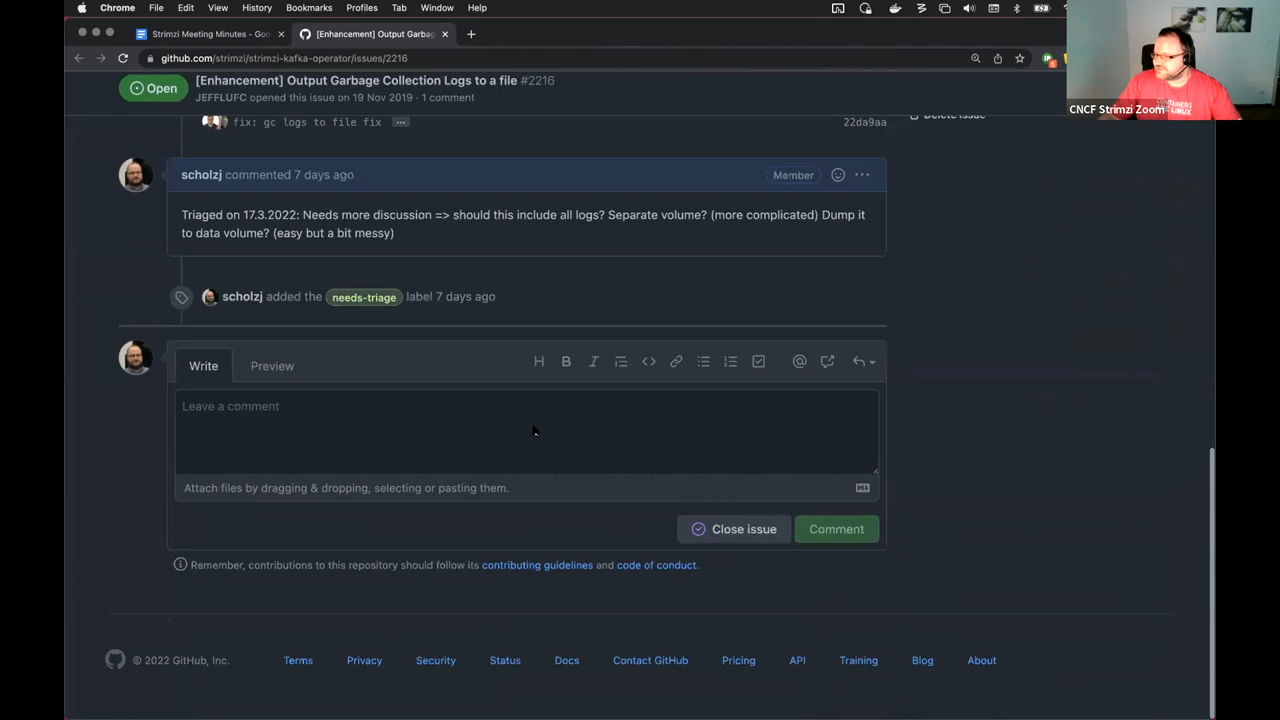 Chrome File Edit View History Bookmarks Profiles Tab Window Help
Strimzi Meeting Minutes - Goo
[Enhancement] Output Garbag
github.com/strimzi/strimzi-kafka-operator/issues/2216
Open
[Enhancement] Output Garbage Collection Logs to a file #2216
JEFFLUFC opened this issue on 19 Nov 2019 · 1 comment
fix: gc logs to file fix ...
22da9aa
Delete issue
CNCF Strimzi Zoom
CONTAINERS
LINUX
scholzj commented 7 days ago
Member
Triaged on 17.3.2022: Needs more discussion => should this include all logs? Separate volume? (more complicated) Dump it
to data volume? (easy but a bit messy)
scholzj added the needs-triage label 7 days ago
Write
Preview
Leave a comment
Attach files by dragging & dropping, selecting or pasting them.
Close issue
Comment
Remember, contributions to this repository should follow its contributing guidelines and code of conduct.
© 2022 GitHub, Inc.
Terms
Privacy
Security
Status
Docs
Contact GitHub
Pricing
API
Training
Blog
About